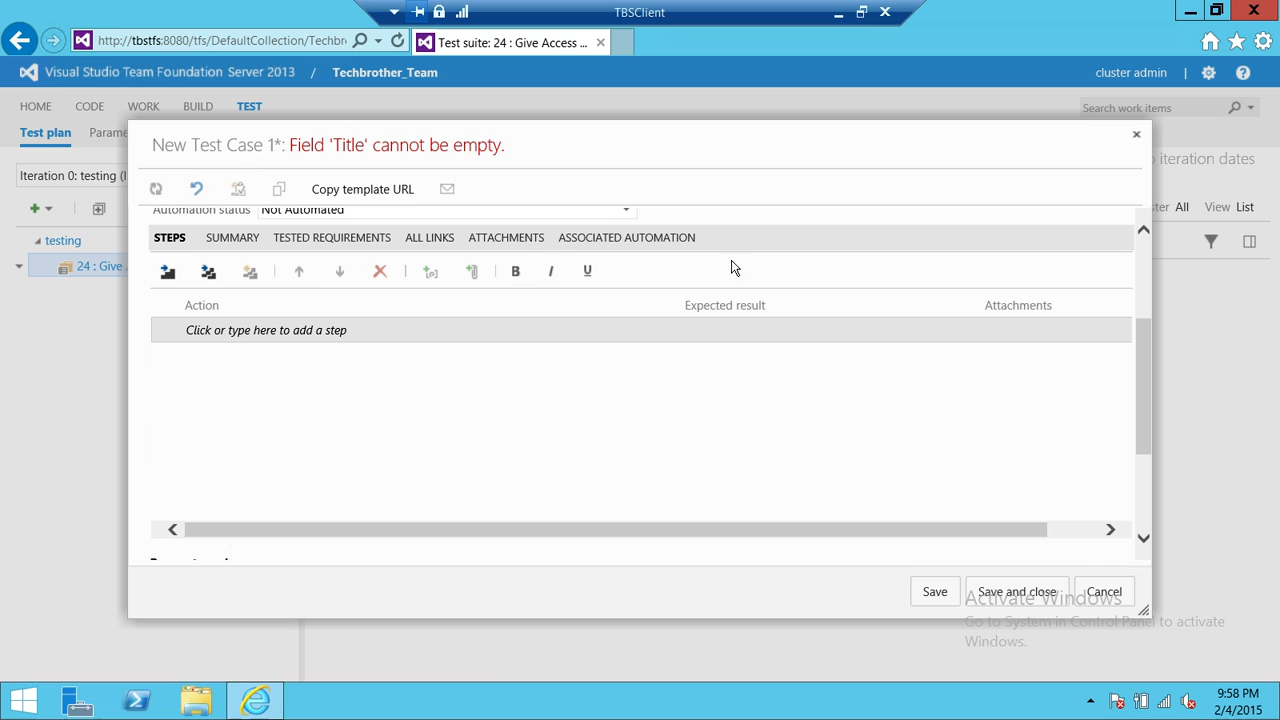 TBSClient
http://tbstfs:8080/tfs/DefaultCollection/Techbr
Test suite: 24 : Give Access ...
Visual Studio Team Foundation Server 2013 / Techbrother_Team
cluster admin
HOME CODE WORK BUILD TEST
Search work items
Test plan Parame
New Test Case 1*: Field 'Title' cannot be empty.
iteration dates
Iteration 0: testing (
Copy template URL
All View List
Automation status Not Automated
STEPS SUMMARY TESTED REQUIREMENTS ALL LINKS ATTACHMENTS ASSOCIATED AUTOMATION
testing
24 : Give
B I U
Action Expected result Attachments
Click or type here to add a step
Save Save and close Cancel
Activate Windows
Go to System in Control Panel to activate
Windows.
9:58 PM
2/4/2015